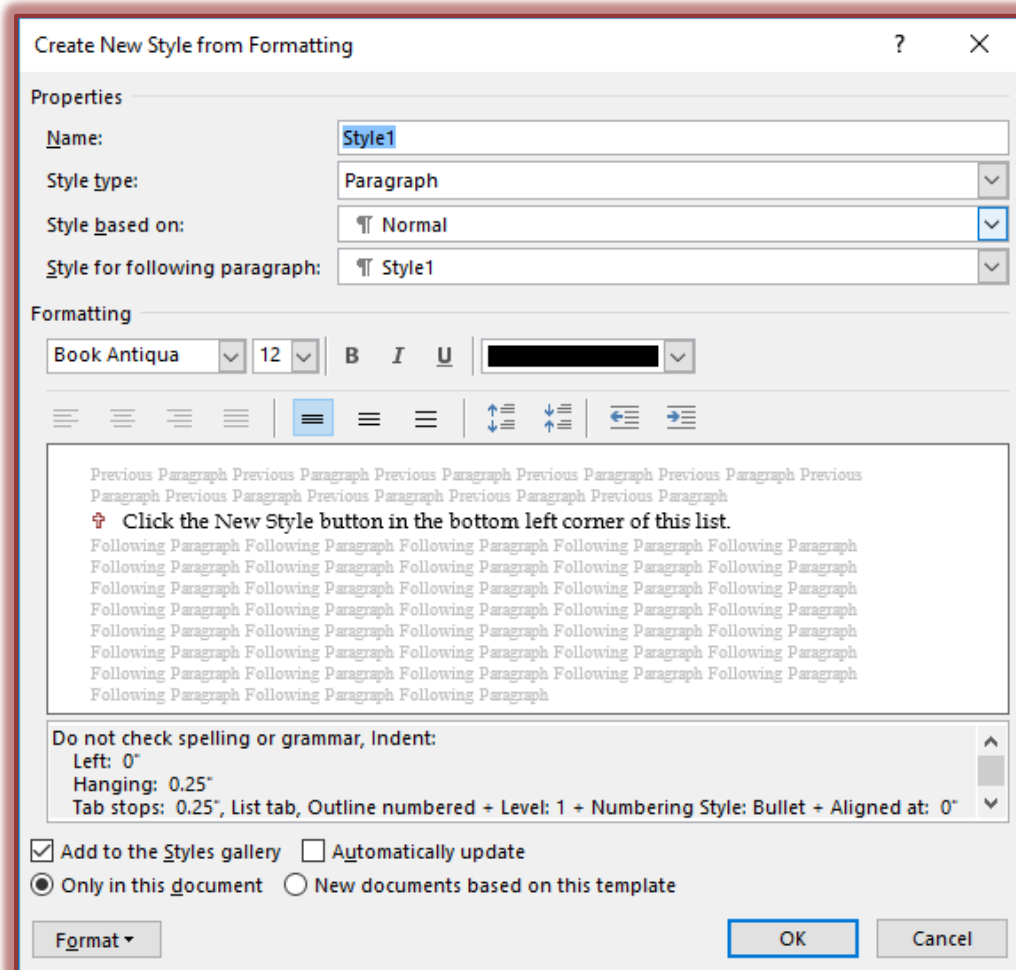 Create New Style from Formatting ?
Properties
Name: Style1
Style type: Paragraph
Style based on: ¶ Normal
Style for following paragraph: ¶ Style1
Formatting
Book Antiqua 12 B I U
Previous Paragraph Previous Paragraph Previous Paragraph Previous Paragraph Previous Paragraph Previous
Paragraph Previous Paragraph Previous Paragraph Previous Paragraph Previous Paragraph
Click the New Style button in the bottom left corner of this list.
Following Paragraph Following Paragraph Following Paragraph Following Paragraph Following Paragraph
Following Paragraph Following Paragraph Following Paragraph Following Paragraph Following Paragraph
Following Paragraph Following Paragraph Following Paragraph Following Paragraph Following Paragraph
Following Paragraph Following Paragraph Following Paragraph Following Paragraph Following Paragraph
Following Paragraph Following Paragraph Following Paragraph Following Paragraph Following Paragraph
Following Paragraph Following Paragraph Following Paragraph Following Paragraph Following Paragraph
Following Paragraph Following Paragraph Following Paragraph Following Paragraph Following Paragraph
Following Paragraph Following Paragraph Following Paragraph
Do not check spelling or grammar, Indent:
Left: 0"
Hanging: 0.25"
Tab stops: 0.25", List tab, Outline numbered + Level: 1 + Numbering Style: Bullet + Aligned at: 0"
Add to the Styles gallery Automatically update
Only in this document New documents based on this template
Format OK Cancel